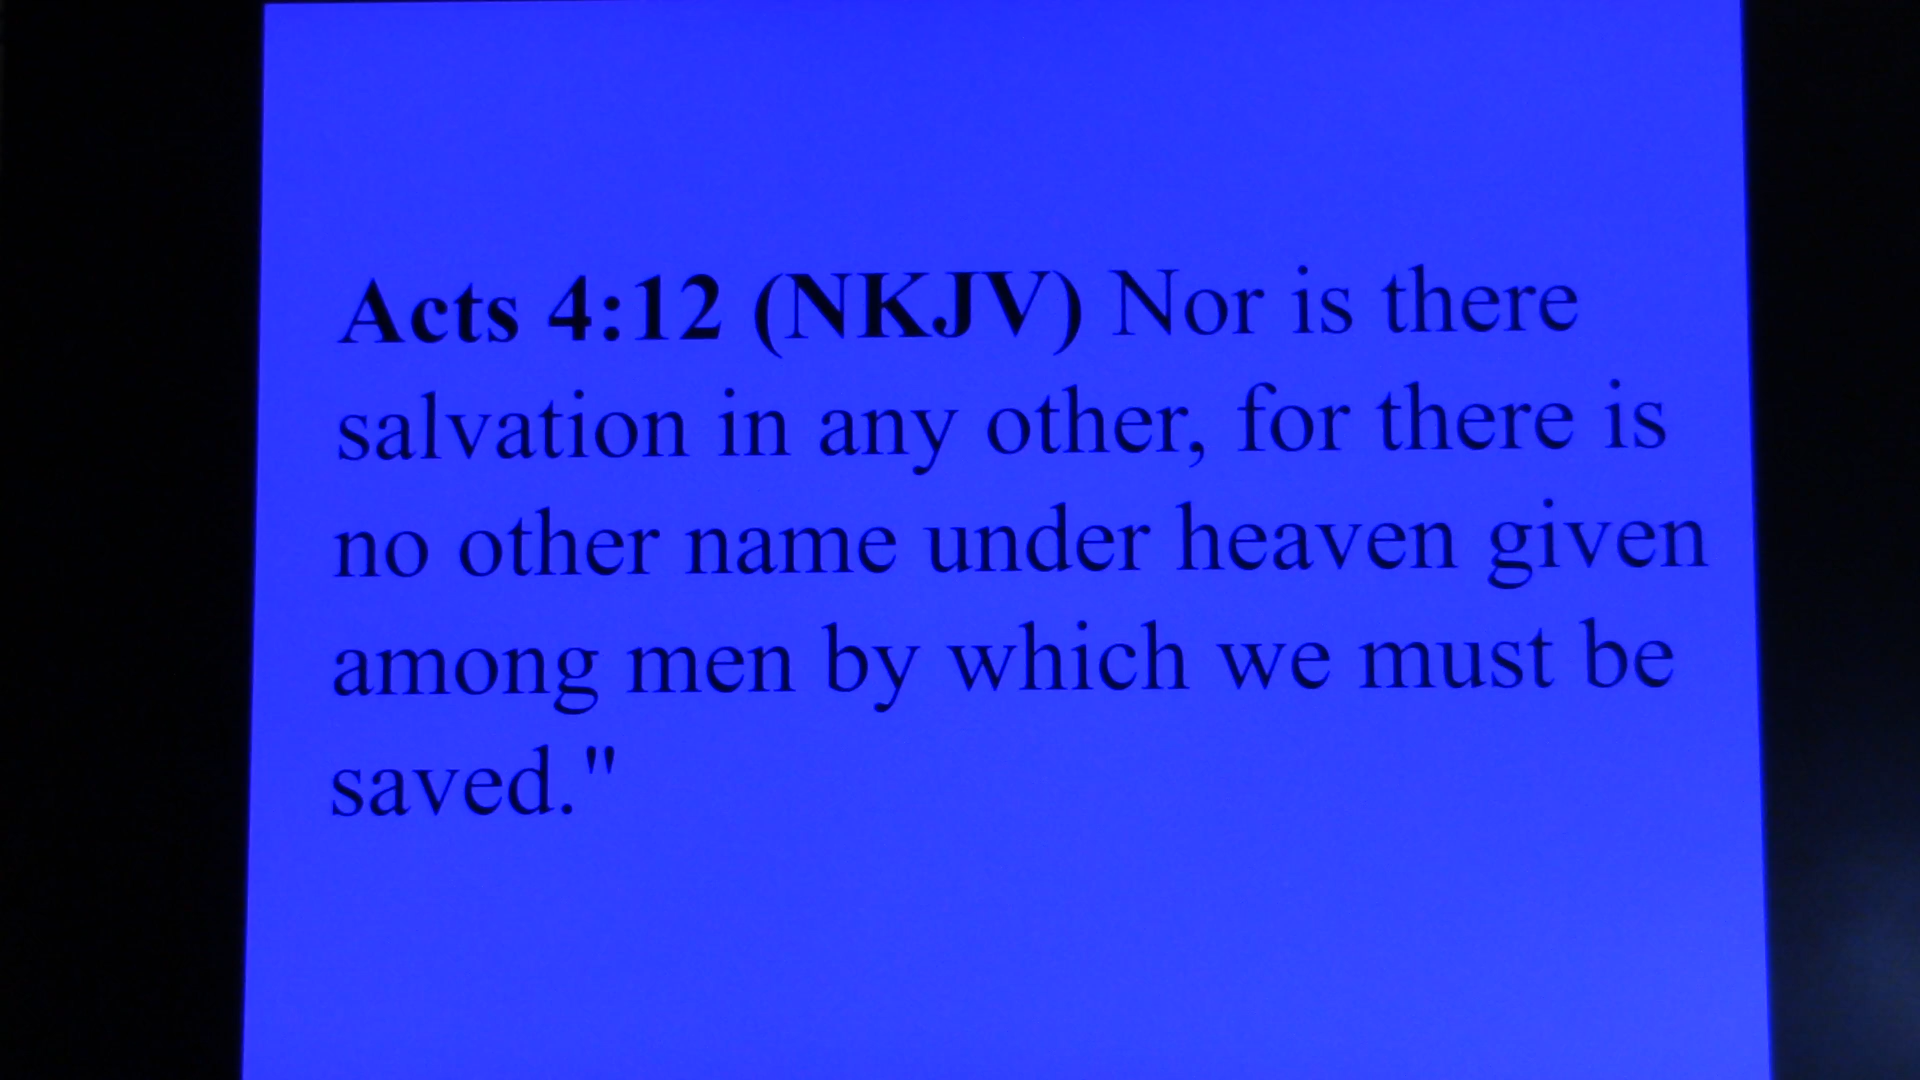 Acts 4:12 (NKJV) Nor is there
salvation in any other, for there is
no other name under heaven given
among men by which we must be
saved."